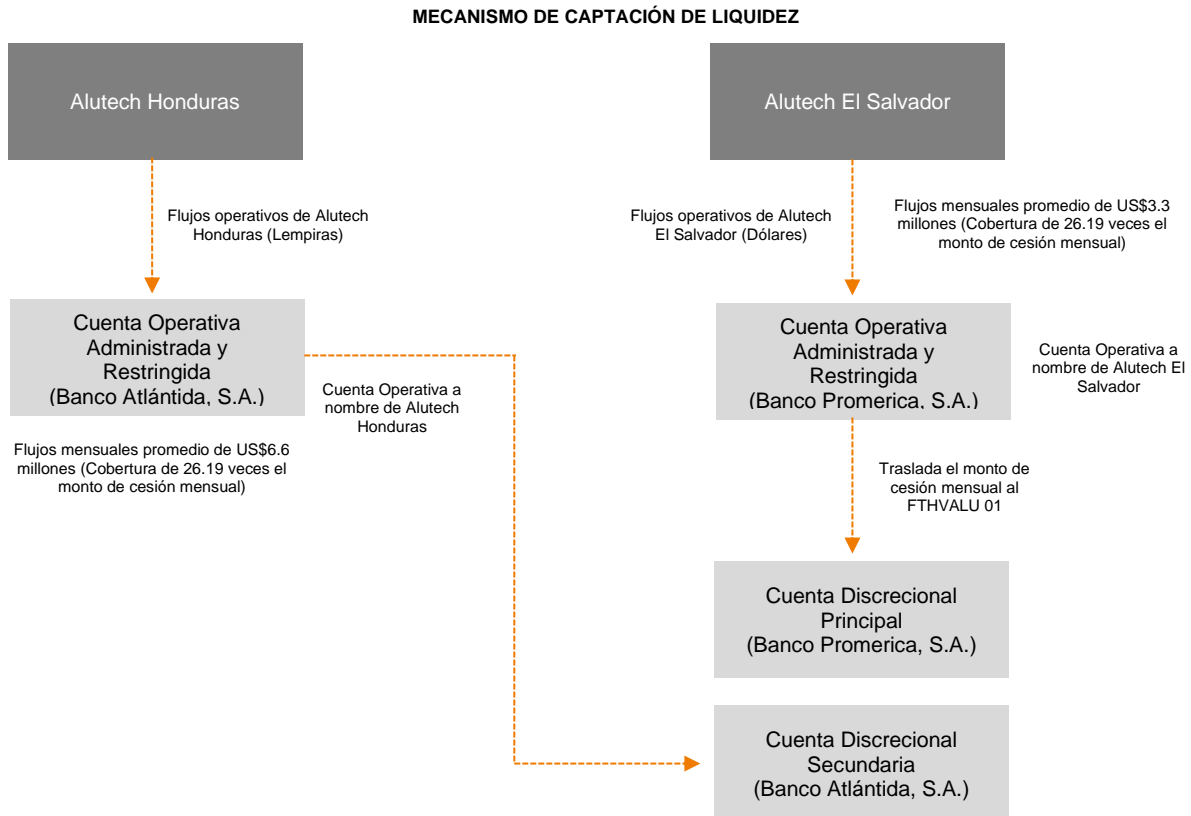 MECANISMO DE CAPTACIÓN DE LIQUIDEZ
Alutech Honduras
Alutech El Salvador
Flujos operativos de Alutech
Honduras (Lempiras)
Flujos operativos de Alutech
El Salvador (Dólares)
Flujos mensuales promedio de US$3.3
millones (Cobertura de 26.19 veces el
monto de cesión mensual)
Cuenta Operativa
Administrada y
Restringida
(Banco Atlántida, S.A.)
Cuenta Operativa a
nombre de Alutech
Honduras
Flujos mensuales promedio de US$6.6
millones (Cobertura de 26.19 veces el
monto de cesión mensual)
Cuenta Operativa
Administrada y
Restringida
(Banco Promerica, S.A.)
Cuenta Operativa a
nombre de Alutech El
Salvador
Traslada el monto de
cesión mensual al
FTHVALU 01
Cuenta Discrecional
Principal
(Banco Promerica, S.A.)
Cuenta Discrecional
Secundaria
(Banco Atlántida, S.A.)